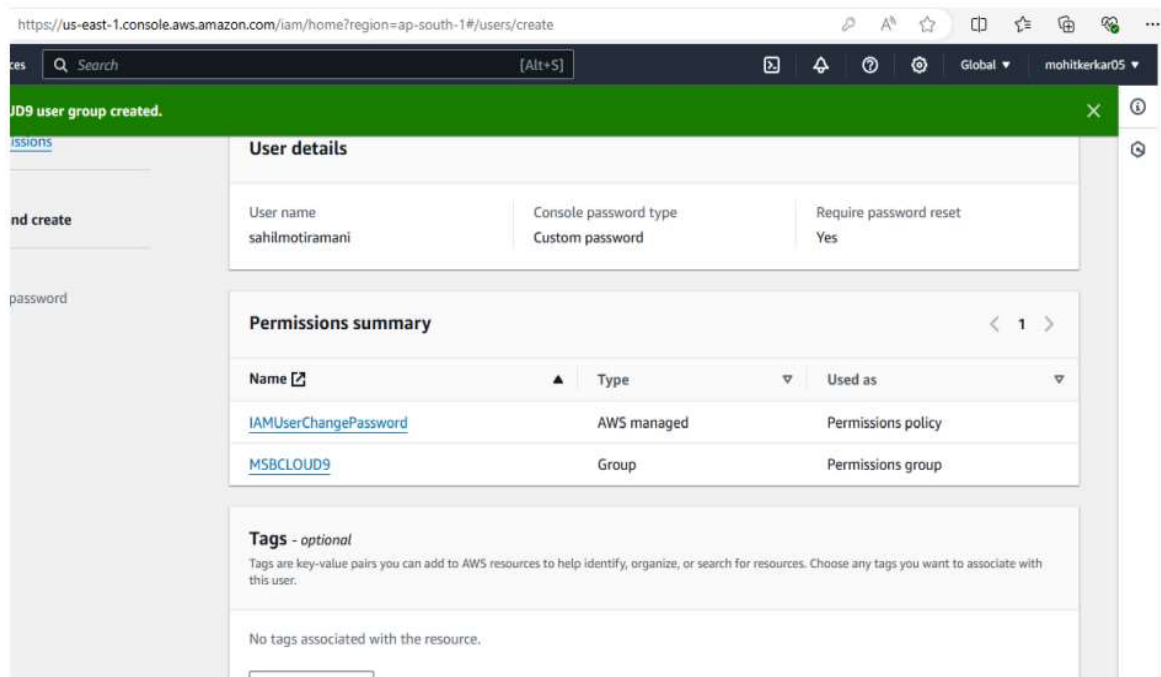 https://us-east-1.console.aws.amazon.com/iam/home?region=ap-south-1#/users/create
ces Search [Alt+S] Global mohitkerkar05
UD9 user group created.
issions
User details
nd create
User name Console password type Require password reset
sahilmotiramani Custom password Yes
password
Permissions summary 1
Name Type Used as
IAMUserChangePassword AWS managed Permissions policy
MSBCLOUD9 Group Permissions group
Tags - optional
Tags are key-value pairs you can add to AWS resources to help identify, organize, or search for resources. Choose any tags you want to associate with
this user.
No tags associated with the resource.